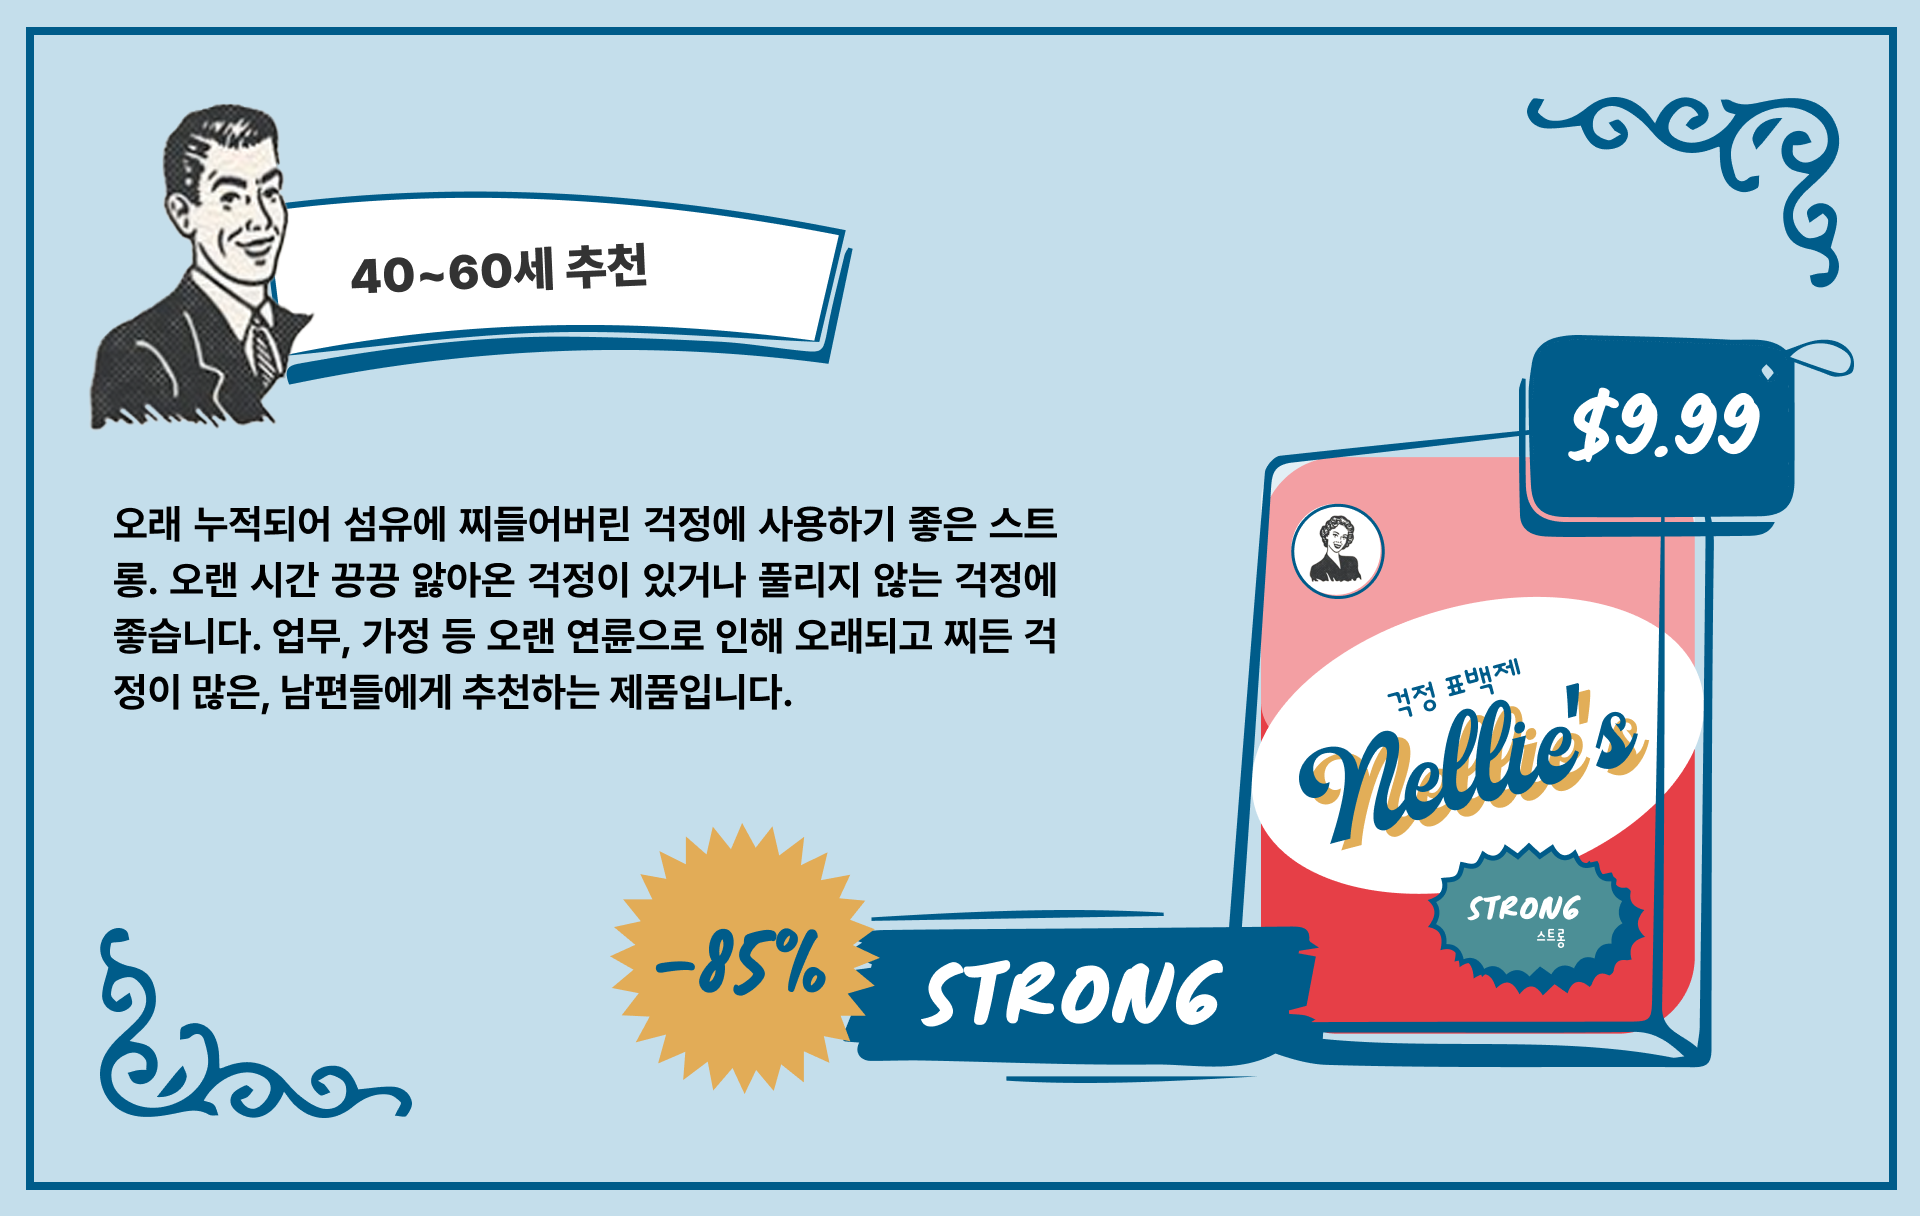 40~60세 추천
$9.99
오래 누적되어 섬유에 찌들어버린 걱정에 사용하기 좋은 스트
롱. 오랜 시간 끙끙 앓아온 걱정이 있거나 풀리지 않는 걱정에
좋습니다. 업무, 가정 등 오랜 연륜으로 인해 오래되고 찌든 걱
정이 많은, 남편들에게 추천하는 제품입니다.
걱정 표백제
Nellie's
STRONG
스트롱
-85%
STRONG